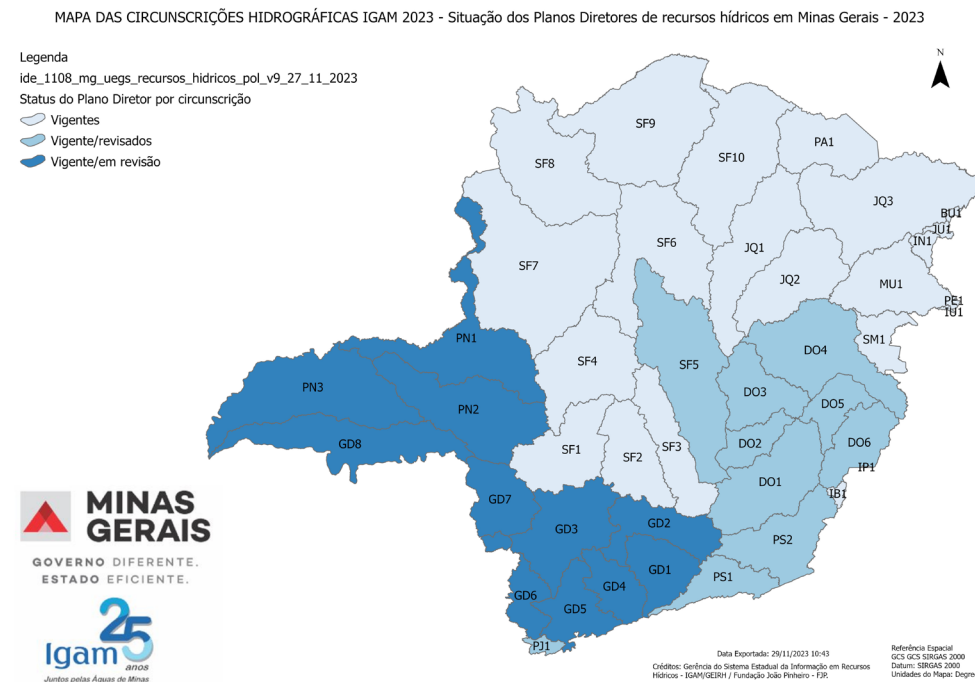 MAPA DAS CIRCUNSCRIÇÕES HIDROGRÁFICAS IGAM 2023 - Situação dos Planos Diretores de recursos hídricos em Minas Gerais - 2023
Legenda
ide_1108_mg_uegs_recursos_hidricos_pol_v9_27_11_2023
Status do Plano Diretor por circunscrição
Vigentes
Vigente/revisados
Vigente/em revisão
N
SF9
SF10
PA1
SF8
JQ3
BU1
JU1
IN1
SF6
JQ1
SF7
JQ2
MU1
PE1
IU1
PN1
SM1
DO4
SF4
SF5
PN3
DO3
DO5
PN2
GD8
DO2
DO6
SF1
SF2
SF3
IP1
DO1
IB1
GD7
GD3
GD2
PS2
GD1
PS1
GD4
GD6
GD5
PJ1
MINAS
GERAIS
GOVERNO DIFERENTE.
ESTADO EFICIENTE.
25
anos
Igam
Juntos pelas Águas de Minas
Data Exportada: 29/11/2023 10:43
Créditos: Gerência do Sistema Estadual da Informação em Recursos
Hídricos - IGAM/GEIRH / Fundação João Pinheiro - FJP.
Referência Espacial
GCS GCS SIRGAS 2000
Datum: SIRGAS 2000
Unidades do Mapa: Degre